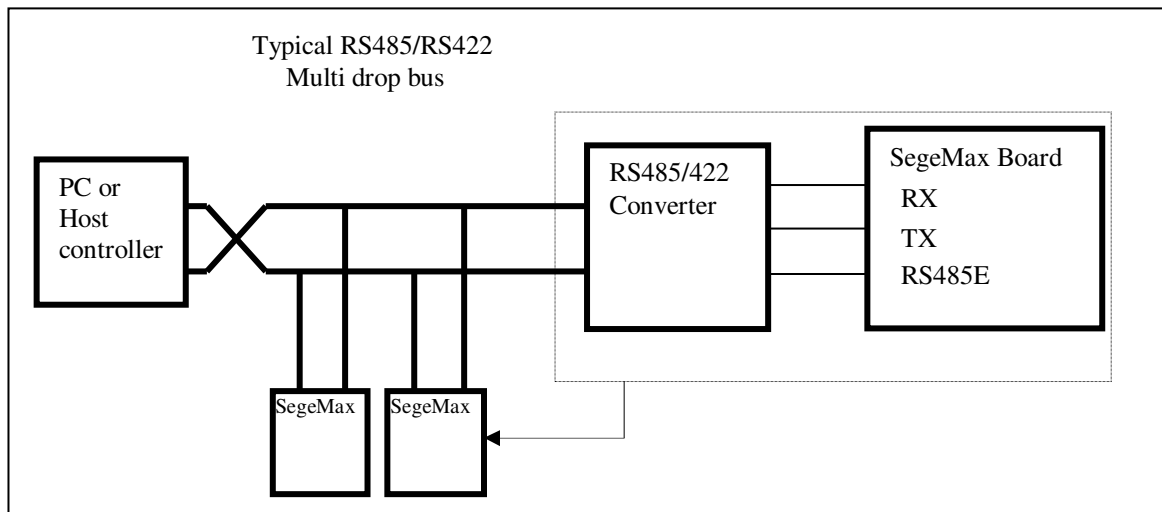 Typical RS485/RS422
Multi drop bus
PC or
Host
controller
RS485/422
Converter
SegeMax Board
RX
TX
RS485E
SegeMax
SegeMax